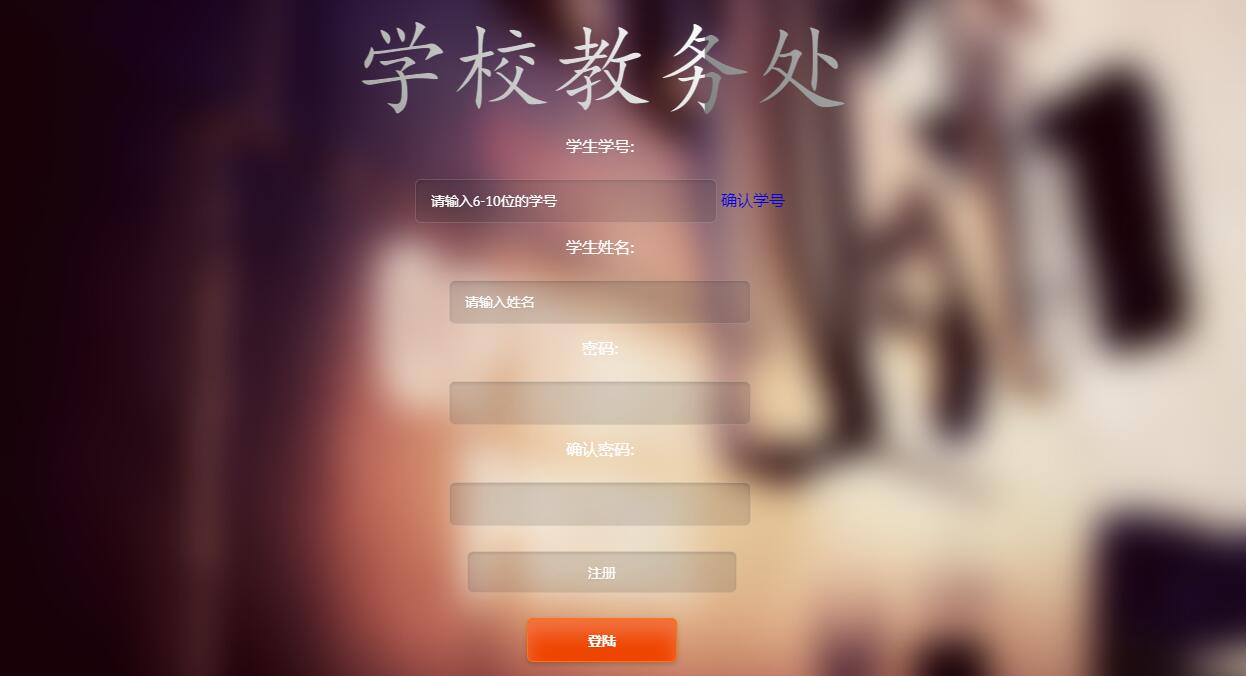 学校教务处
学生学号:
请输入6-10位的学号 确认学号
学生姓名:
请输入姓名
密码:
确认密码:
注册
登陆